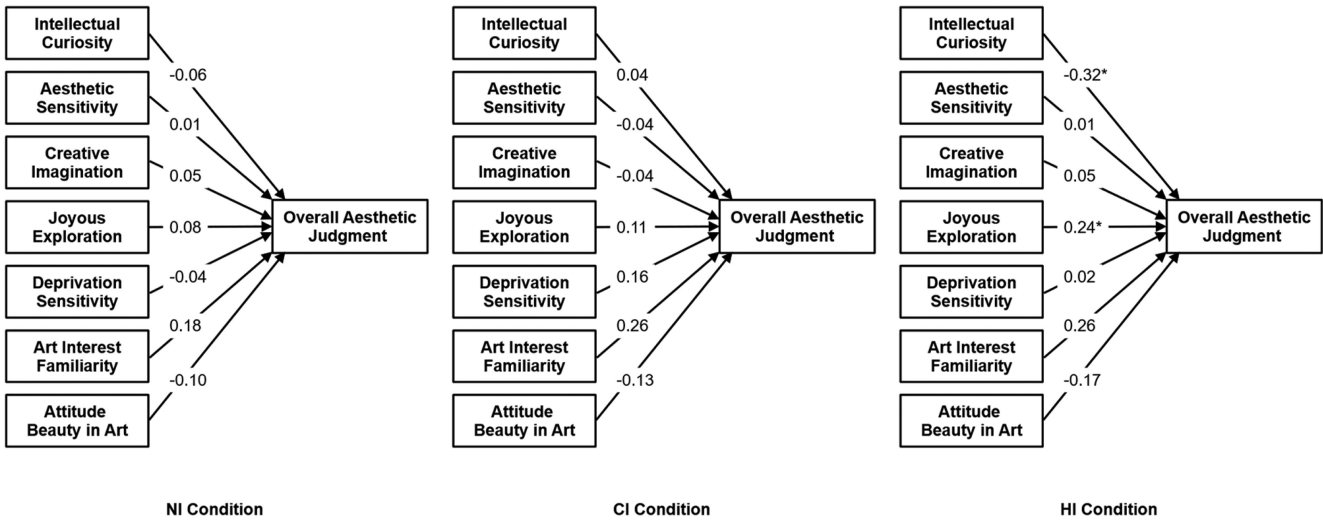 Intellectual
Curiosity
-0.06
Aesthetic
Sensitivity
0.01
Creative
Imagination
0.05
Joyous
Exploration
0.08
Deprivation
Sensitivity
-0.04
Art Interest
Familiarity
0.18
Attitude
Beauty in Art
-0.10
Overall Aesthetic
Judgment
NI Condition
Intellectual
Curiosity
0.04
Aesthetic
Sensitivity
-0.04
Creative
Imagination
-0.04
Joyous
Exploration
0.11
Deprivation
Sensitivity
0.16
Art Interest
Familiarity
0.26
Attitude
Beauty in Art
-0.13
Overall Aesthetic
Judgment
CI Condition
Intellectual
Curiosity
-0.32*
Aesthetic
Sensitivity
0.01
Creative
Imagination
0.05
Joyous
Exploration
0.24*
Deprivation
Sensitivity
0.02
Art Interest
Familiarity
0.26
Attitude
Beauty in Art
-0.17
Overall Aesthetic
Judgment
HI Condition